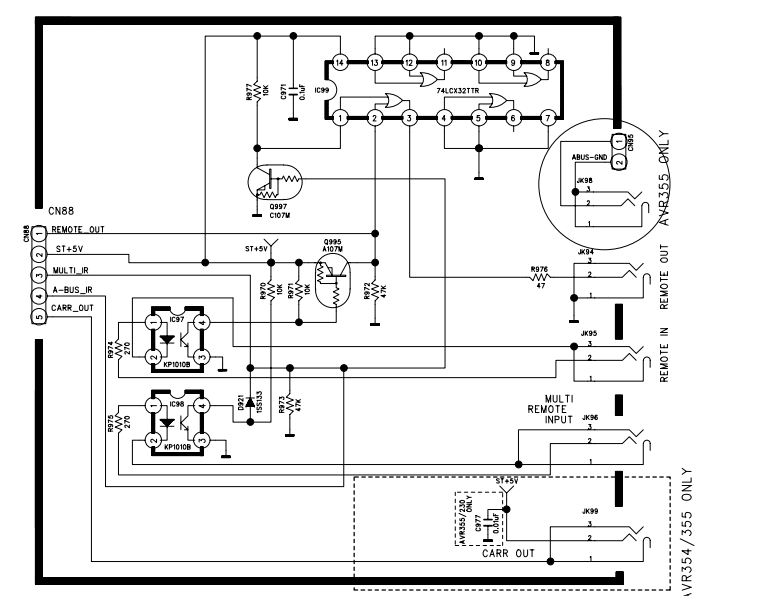 14 13 12 11 10 9 8
IC99
74LCX32TTR
1 2 3 4 5 6 7
R977
10K
C971
0.1uF
Q997
C107M
CN95
1
2
ABUS-GND
JK98
3
2
1
AVR355 ONLY
CN88
CN88
1 REMOTE_OUT
2 ST+5V
3 MULTI_IR
4 A-BUS_IR
5 CARR_OUT
ST+5V
Q995
A107M
R970
10K
R971
10K
R972
47K
R976
47
JK94
3
2
1
REMOTE OUT
IC97
1 4
2 3
KP1010B
R974
270
JK95
3
2
1
REMOTE IN
IC98
1 4
2 3
KP1010B
R975
270
D921
1SS133
R973
47K
MULTI
REMOTE
INPUT
JK96
3
2
1
ST+5V
AVR355/230
ONLY
C977
0.01uF
CARR OUT
JK99
3
2
1
AVR354/355 ONLY